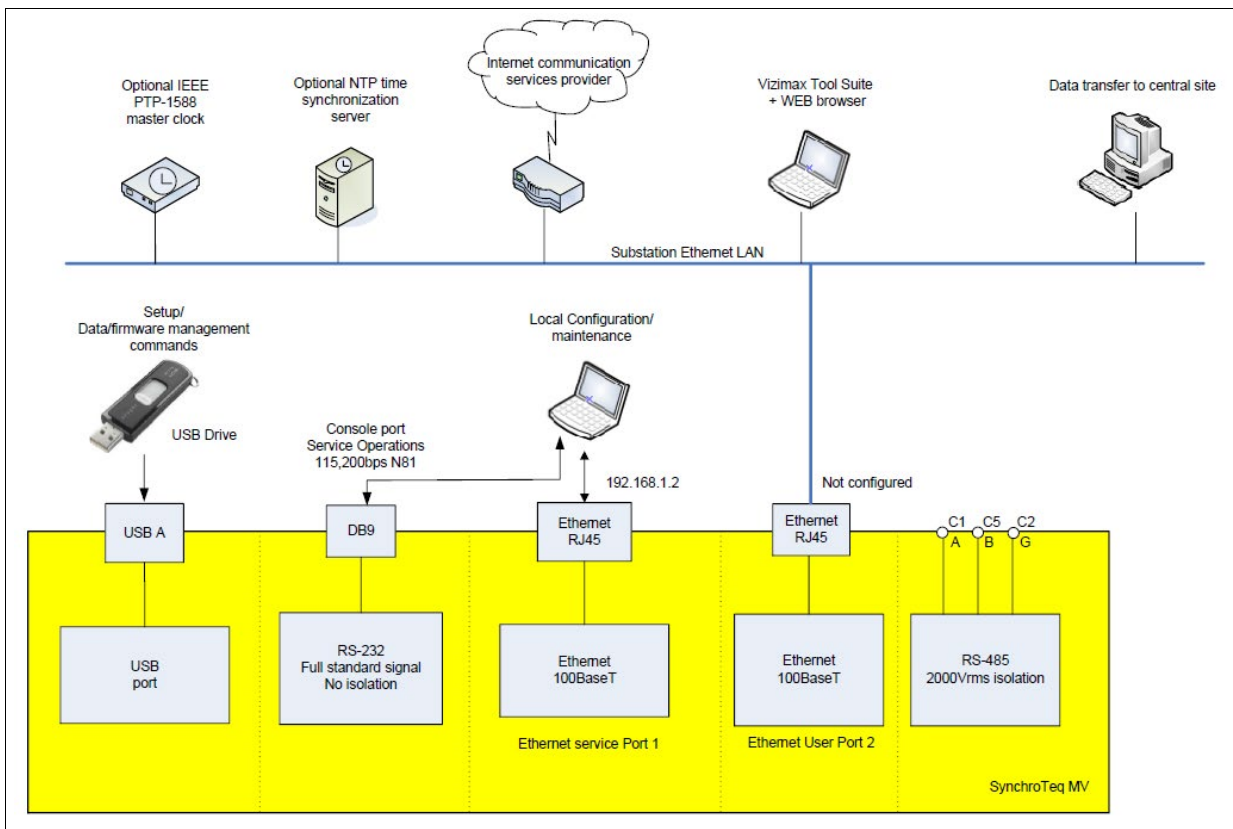 Optional IEEE
PTP-1588
master clock
Optional NTP time
synchronization
server
Internet communication
services provider
Vizimax Tool Suite
+ WEB browser
Data transfer to central site
Substation Ethernet LAN
Setup/
Data/firmware management
commands
USB Drive
Console port
Service Operations
115,200bps N81
Local Configuration/
maintenance
192.168.1.2
Not configured
USB A
DB9
Ethernet
RJ45
Ethernet
RJ45
C1 C5 C2
A B G
USB
port
RS-232
Full standard signal
No isolation
Ethernet
100BaseT
Ethernet
100BaseT
RS-485
2000Vrms isolation
Ethernet service Port 1
Ethernet User Port 2
SynchroTeq MV